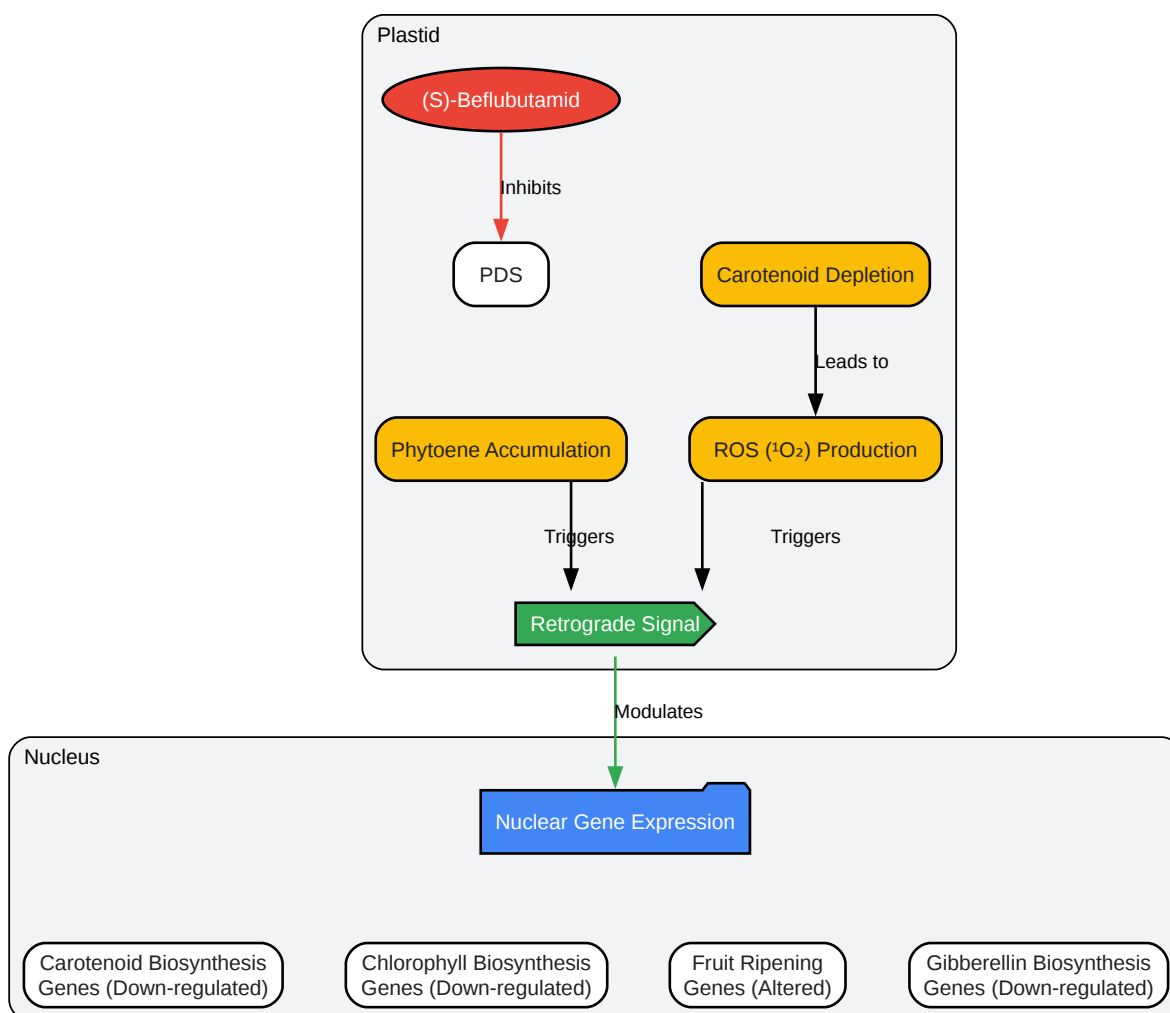 Plastid
(S)-Beflubutamid
Inhibits
PDS
Carotenoid Depletion
Leads to
Phytoene Accumulation
ROS (¹O₂) Production
Triggers
Triggers
Retrograde Signal
Modulates
Nucleus
Nuclear Gene Expression
Carotenoid Biosynthesis
Genes (Down-regulated)
Chlorophyll Biosynthesis
Genes (Down-regulated)
Fruit Ripening
Genes (Altered)
Gibberellin Biosynthesis
Genes (Down-regulated)